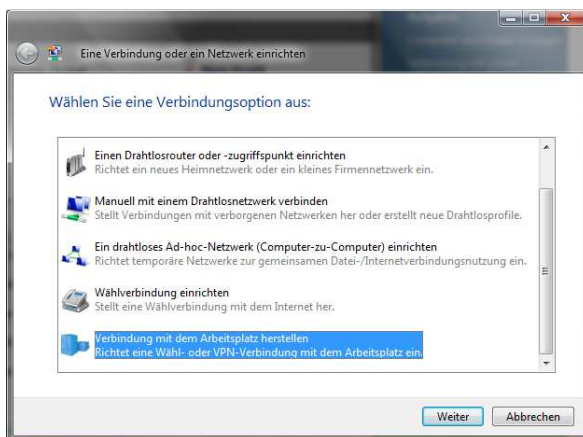 Eine Verbindung oder ein Netzwerk einrichten
Wählen Sie eine Verbindungsoption aus:
Einen Drahtlosrouter oder -zugriffspunkt einrichten
Richtet ein neues Heimnetzwerk oder ein kleines Firmennetzwerk ein.
Manuell mit einem Drahtlosnetzwerk verbinden
Stellt Verbindungen mit verborgenen Netzwerken her oder erstellt neue Drahtlosprofile.
Ein drahtloses Ad-hoc-Netzwerk (Computer-zu-Computer) einrichten
Richtet temporäre Netzwerke zur gemeinsamen Datei-/Internetverbindungsnutzung ein.
Wählverbindung einrichten
Stellt eine Wählverbindung mit dem Internet her.
Verbindung mit dem Arbeitsplatz herstellen
Richtet eine Wähl- oder VPN-Verbindung mit dem Arbeitsplatz ein.
Weiter Abbrechen